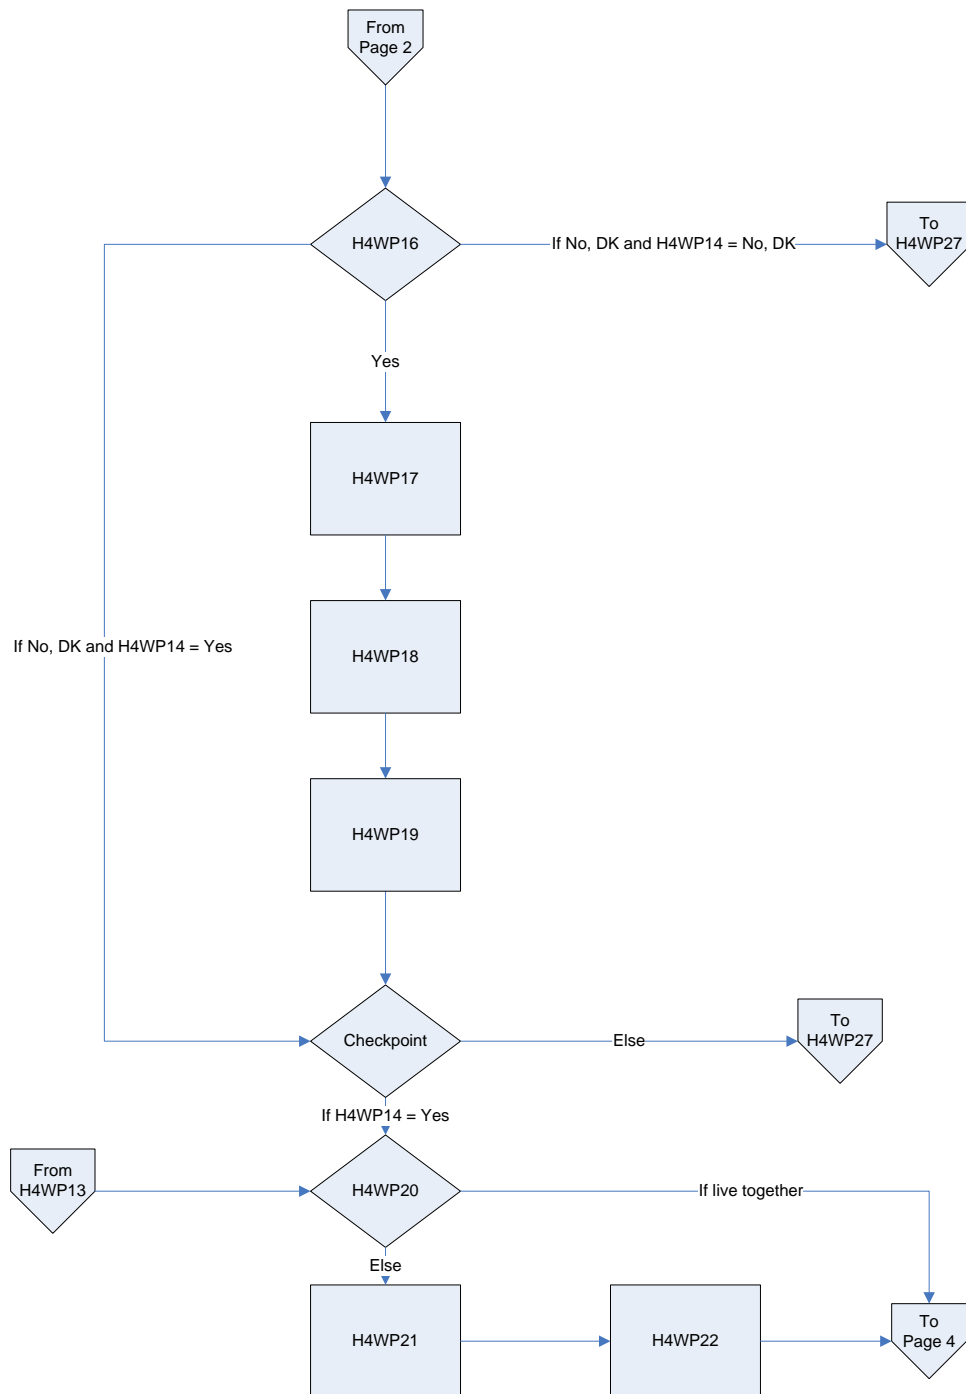 From
Page 2
H4WP16
If No, DK and H4WP14 = No, DK
To
H4WP27
Yes
H4WP17
If No, DK and H4WP14 = Yes
H4WP18
H4WP19
Checkpoint
Else
To
H4WP27
If H4WP14 = Yes
From
H4WP13
H4WP20
If live together
Else
H4WP21
H4WP22
To
Page 4